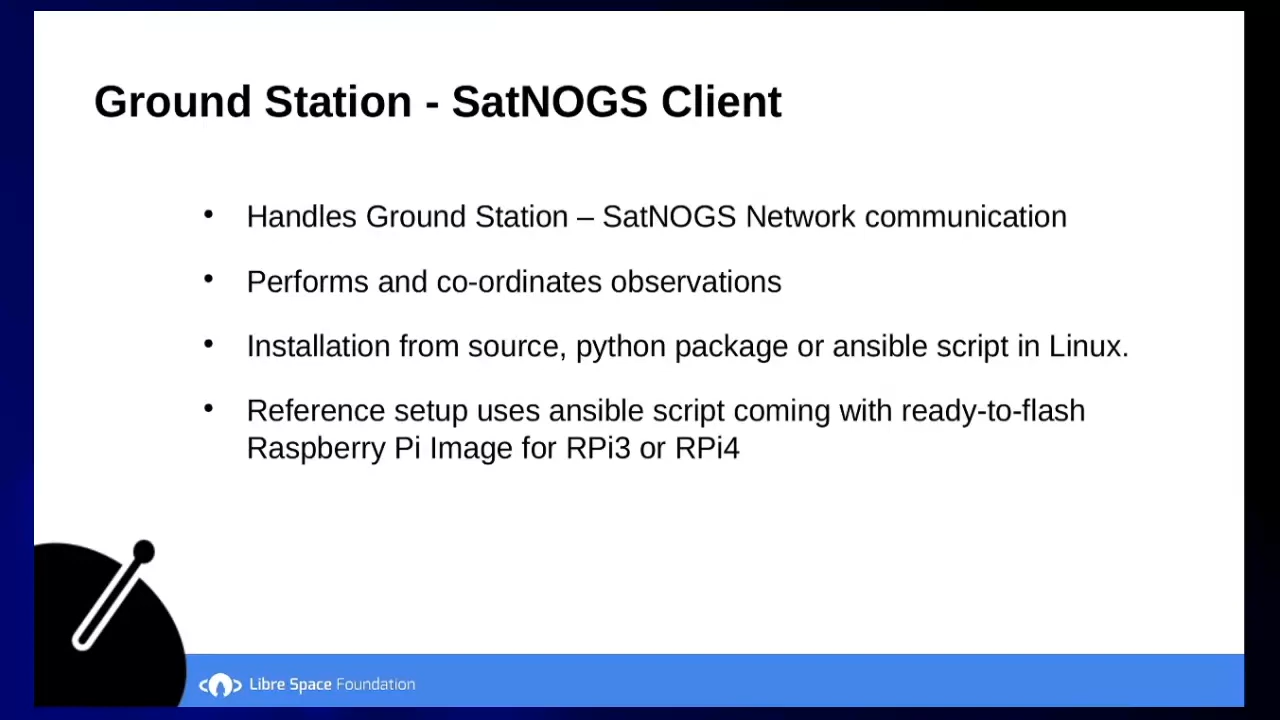 Ground Station - SatNOGS Client
• Handles Ground Station – SatNOGS Network communication
• Performs and co-ordinates observations
• Installation from source, python package or ansible script in Linux.
• Reference setup uses ansible script coming with ready-to-flash
Raspberry Pi Image for RPi3 or RPi4
Libre Space Foundation